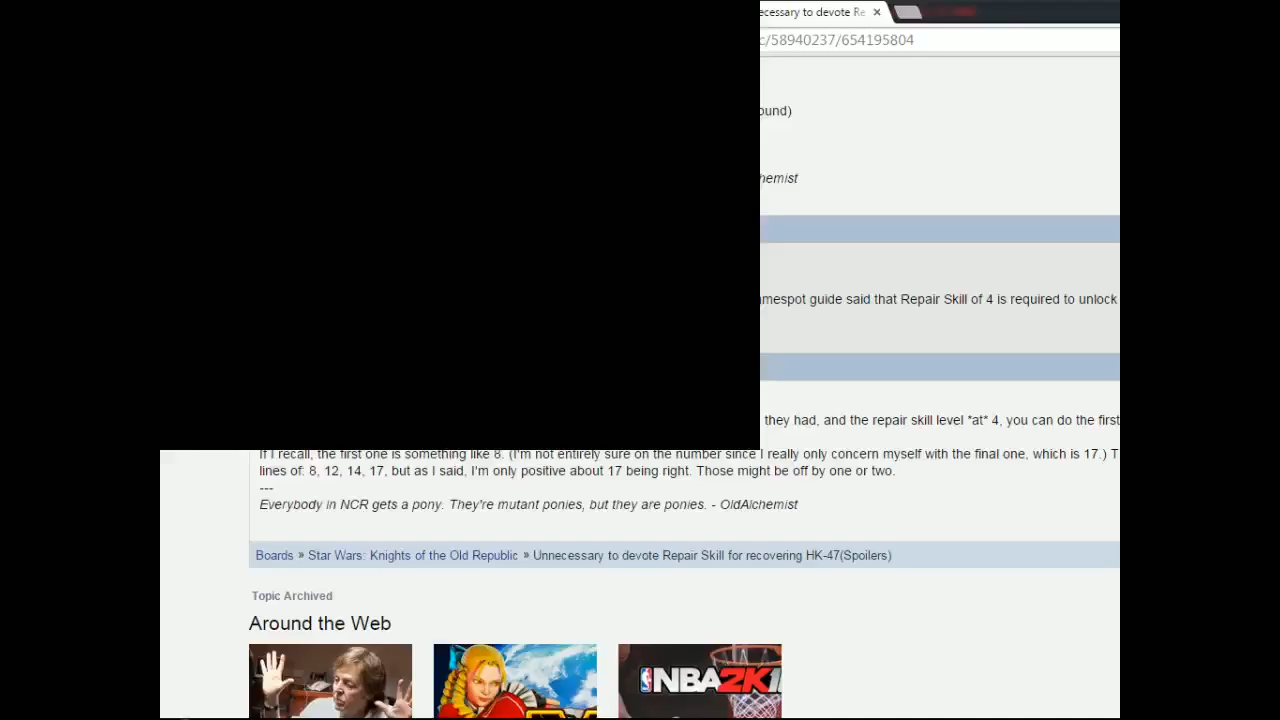 ecessary to devote Re
c/58940237/654195804
ound)
hemist
mespot guide said that Repair Skill of 4 is required to unlock
they had, and the repair skill level *at* 4, you can do the first
If I recall, the first one is something like 8. (I'm not entirely sure on the number since I really only concern myself with the final one, which is 17.) T
lines of: 8, 12, 14, 17, but as I said, I'm only positive about 17 being right. Those might be off by one or two.
---
Everybody in NCR gets a pony. They're mutant ponies, but they are ponies. - OldAlchemist
Boards » Star Wars: Knights of the Old Republic » Unnecessary to devote Repair Skill for recovering HK-47(Spoilers)
Topic Archived
Around the Web
NBA2K1